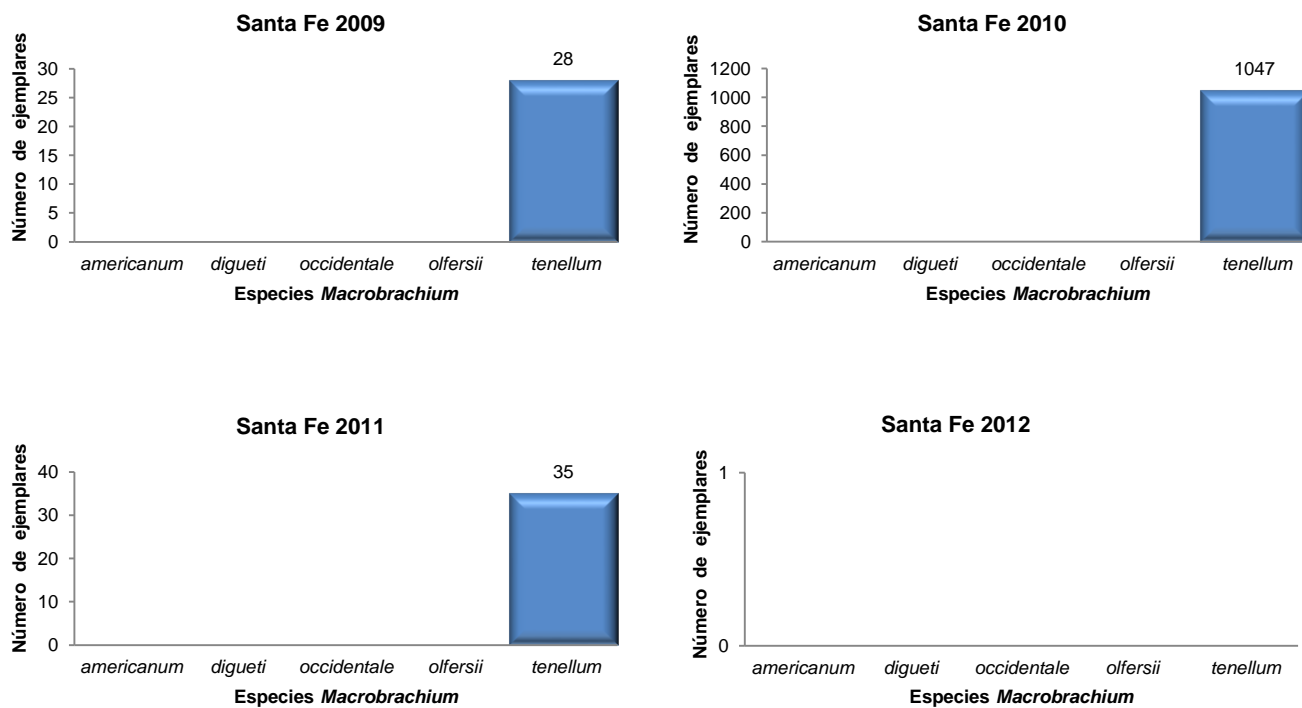 Santa Fe 2009
28
Número de ejemplares
30
25
20
15
10
5
0
americanum digueti occidentale olfersii tenellum
Especies Macrobrachium
Santa Fe 2010
1047
Número de ejemplares
1200
1000
800
600
400
200
0
americanum digueti occidentale olfersii tenellum
Especies Macrobrachium
Santa Fe 2011
35
Número de ejemplares
40
30
20
10
0
americanum digueti occidentale olfersii tenellum
Especies Macrobrachium
Santa Fe 2012
Número de ejemplares
1
0
americanum digueti occidentale olfersii tenellum
Especies Macrobrachium